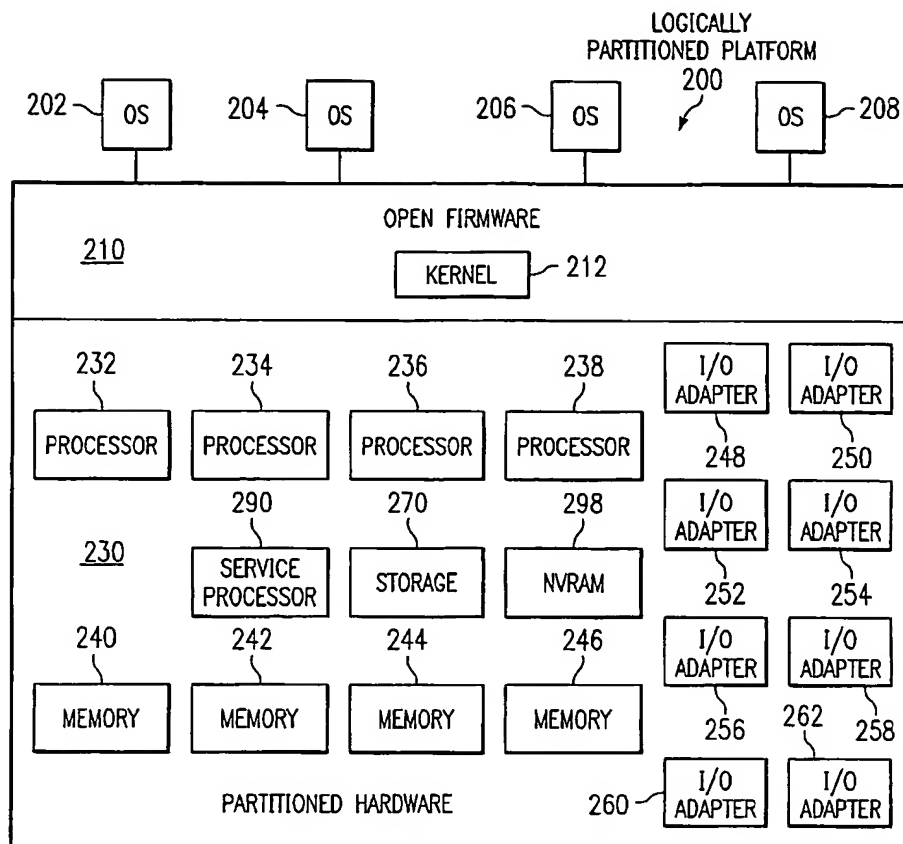 LOGICALLY
PARTITIONED PLATFORM
200
202 OS 204 OS 206 OS OS 208
OPEN FIRMWARE
210
KERNEL 212
232 234 236 238
PROCESSOR PROCESSOR PROCESSOR PROCESSOR
I/O ADAPTER I/O ADAPTER
248 250
290 270 298
230
SERVICE PROCESSOR STORAGE NVRAM
I/O ADAPTER I/O ADAPTER
252 254
240 242 244 246
MEMORY MEMORY MEMORY MEMORY
I/O ADAPTER I/O ADAPTER
256 262 258
PARTITIONED HARDWARE
260 I/O ADAPTER I/O ADAPTER